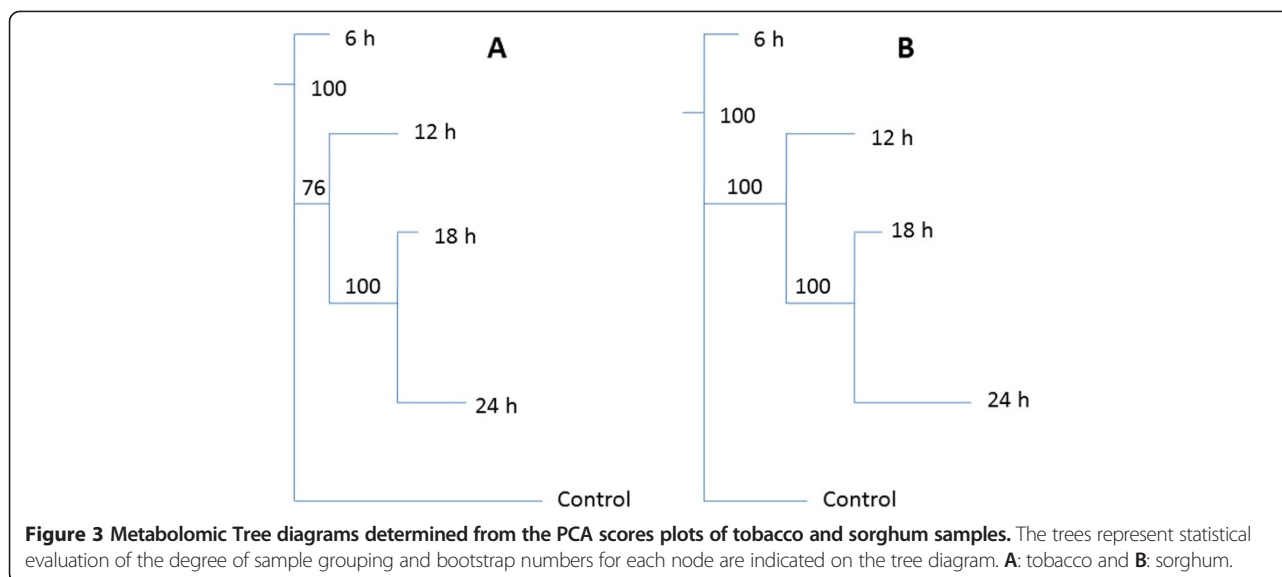 A
6 h
100
12 h
76
18 h
100
24 h
Control
B
6 h
100
12 h
100
18 h
100
24 h
Control
Figure 3 Metabolomic Tree diagrams determined from the PCA scores plots of tobacco and sorghum samples. The trees represent statistical
evaluation of the degree of sample grouping and bootstrap numbers for each node are indicated on the tree diagram. A: tobacco and B: sorghum.